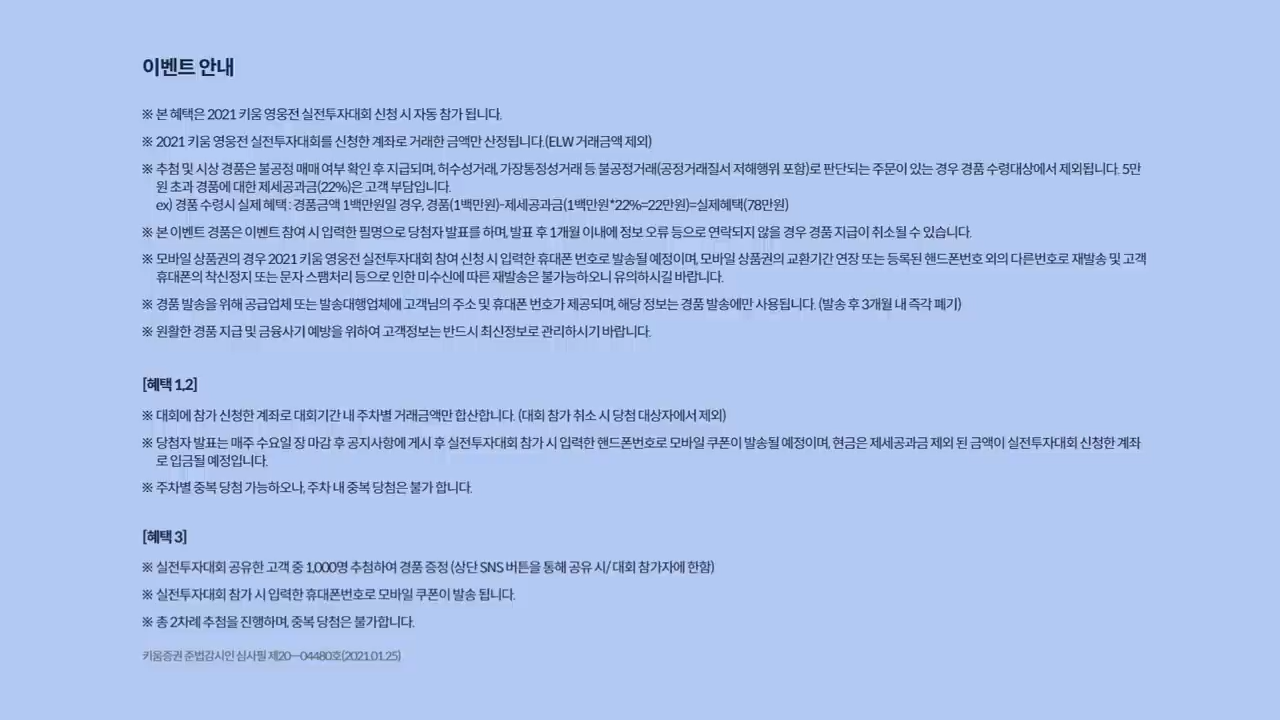 이벤트 안내
※ 본 혜택은 2021 키움 영웅전 실전투자대회 신청 시 자동 참가 됩니다.
※ 2021 키움 영웅전 실전투자대회를 신청한 계좌로 거래한 금액만 산정됩니다.(ELW 거래금액 제외)
※ 추첨 및 시상 경품은 불공정 매매 여부 확인 후 지급되며, 허수성거래, 가장통정성거래 등 불공정거래(공정거래질서 저해행위 포함)로 판단되는 주문이 있는 경우 경품 수령대상에서 제외됩니다. 5만
원 초과 경품에 대한 제세공과금(22%)은 고객 부담입니다.
ex) 경품 수령시 실제 혜택 : 경품금액 1백만원일 경우, 경품(1백만원)-제세공과금(1백만원*22%=22만원)=실제혜택(78만원)
※ 본 이벤트 경품은 이벤트 참여 시 입력한 필명으로 당첨자 발표를 하며, 발표 후 1개월 이내에 정보 오류 등으로 연락되지 않을 경우 경품 지급이 취소될 수 있습니다.
※ 모바일 상품권의 경우 2021 키움 영웅전 실전투자대회 참여 신청 시 입력한 휴대폰 번호로 발송될 예정이며, 모바일 상품권의 교환기간 연장 또는 등록된 핸드폰번호 외의 다른번호로 재발송 및 고객
휴대폰의 착신정지 또는 문자 스팸처리 등으로 인한 미수신에 따른 재발송은 불가능하오니 유의하시길 바랍니다.
※ 경품 발송을 위해 공급업체 또는 발송대행업체에 고객님의 주소 및 휴대폰 번호가 제공되며, 해당 정보는 경품 발송에만 사용됩니다. (발송 후 3개월 내 즉각 폐기)
※ 원활한 경품 지급 및 금융사기 예방을 위하여 고객정보는 반드시 최신정보로 관리하시기 바랍니다.
[혜택 1,2]
※ 대회에 참가 신청한 계좌로 대회기간 내 주차별 거래금액만 합산합니다. (대회 참가 취소 시 당첨 대상자에서 제외)
※ 당첨자 발표는 매주 수요일 장 마감 후 공지사항에 게시 후 실전투자대회 참가 시 입력한 핸드폰번호로 모바일 쿠폰이 발송될 예정이며, 현금은 제세공과금 제외 된 금액이 실전투자대회 신청한 계좌
로 입금될 예정입니다.
※ 주차별 중복 당첨 가능하오나, 주차 내 중복 당첨은 불가 합니다.
[혜택 3]
※ 실전투자대회 공유한 고객 중 1,000명 추첨하여 경품 증정 (상단 SNS 버튼을 통해 공유 시/ 대회 참가자에 한함)
※ 실전투자대회 참가 시 입력한 휴대폰번호로 모바일 쿠폰이 발송 됩니다.
※ 총 2차례 추첨을 진행하며, 중복 당첨은 불가합니다.
키움증권 준법감시인 심사필 제20—04480호(2021.01.25)